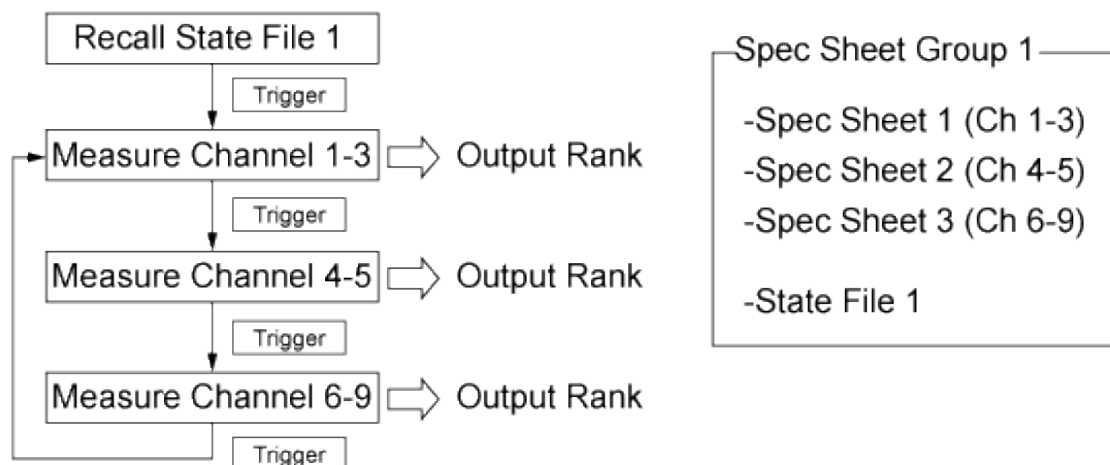 Recall State File 1
Trigger
Measure Channel 1-3
Output Rank
Trigger
Measure Channel 4-5
Output Rank
Trigger
Measure Channel 6-9
Output Rank
Trigger
Spec Sheet Group 1
-Spec Sheet 1 (Ch 1-3)
-Spec Sheet 2 (Ch 4-5)
-Spec Sheet 3 (Ch 6-9)
-State File 1